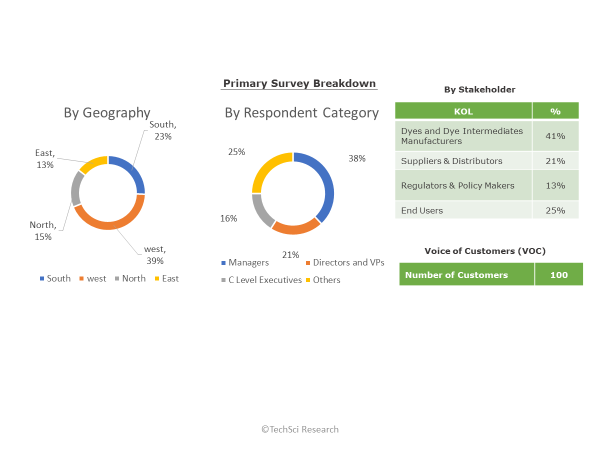 Primary Survey Breakdown
By Geography
South,
23%
East,
13%
North,
15%
west,
39%
South west North East
By Respondent Category
25%
38%
16%
21%
Managers Directors and VPs
C Level Executives Others
By Stakeholder
KOL %
Dyes and Dye Intermediates
Manufacturers 41%
Suppliers & Distributors 21%
Regulators & Policy Makers 13%
End Users 25%
Voice of Customers (VOC)
Number of Customers 100
©TechSci Research